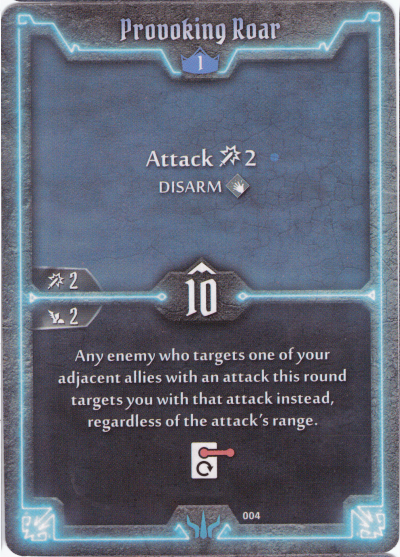 Provoking Roar
1
Attack 2
DISARM
2
10
2
Any enemy who targets one of your
adjacent allies with an attack this round
targets you with that attack instead,
regardless of the attack's range.
004